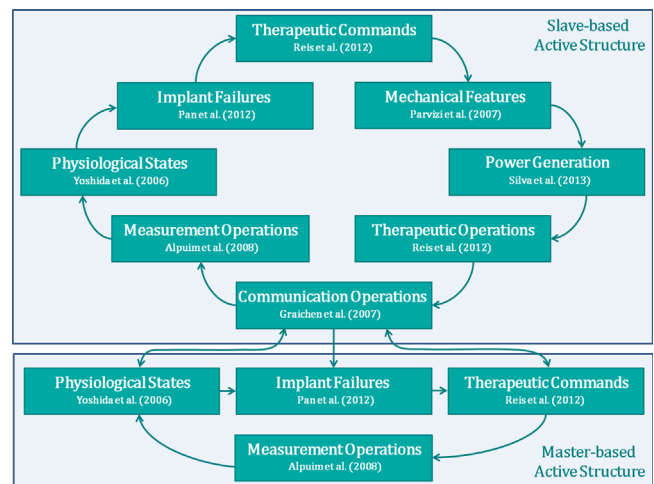 Slave-based
Active Structure
Therapeutic Commands
Reis et al. (2012)
Implant Failures
Pan et al. (2012)
Mechanical Features
Parvizi et al. (2007)
Physiological States
Yoshida et al. (2006)
Power Generation
Silva et al. (2013)
Measurement Operations
Alpuim et al. (2008)
Therapeutic Operations
Reis et al. (2012)
Communication Operations
Graichen et al. (2007)
Physiological States
Yoshida et al. (2006)
Implant Failures
Pan et al. (2012)
Therapeutic Commands
Reis et al. (2012)
Measurement Operations
Alpuim et al. (2008)
Master-based
Active Structure